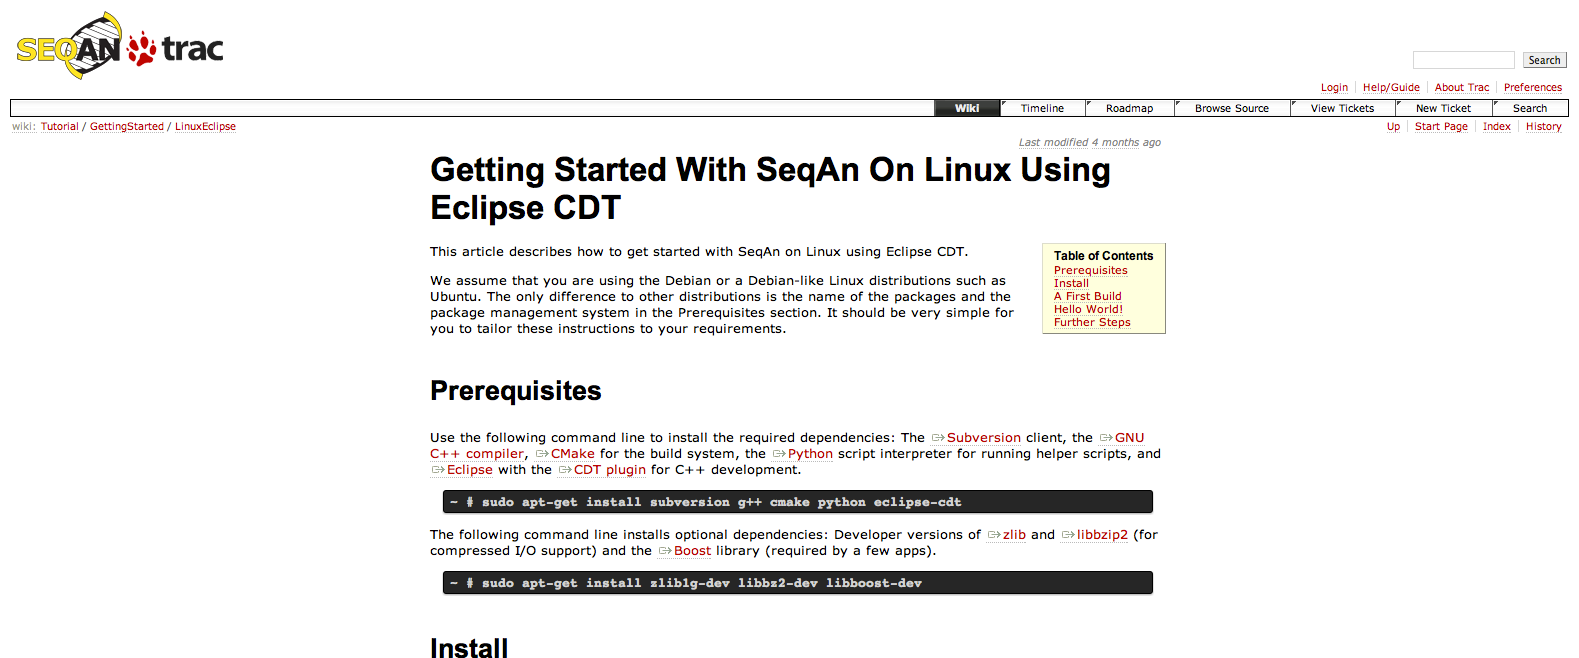 SEQAN trac
Search
Login Help/Guide About Trac Preferences
Wiki Timeline Roadmap Browse Source View Tickets New Ticket Search
wiki: Tutorial / GettingStarted / LinuxEclipse
Up Start Page Index History
Last modified 4 months ago
Getting Started With SeqAn On Linux Using
Eclipse CDT
This article describes how to get started with SeqAn on Linux using Eclipse CDT.
We assume that you are using the Debian or a Debian-like Linux distributions such as
Ubuntu. The only difference to other distributions is the name of the packages and the
package management system in the Prerequisites section. It should be very simple for
you to tailor these instructions to your requirements.
Table of Contents
Prerequisites
Install
A First Build
Hello World!
Further Steps
Prerequisites
Use the following command line to install the required dependencies: The Subversion client, the GNU
C++ compiler, CMake for the build system, the Python script interpreter for running helper scripts, and
Eclipse with the CDT plugin for C++ development.
~ # sudo apt-get install subversion g++ cmake python eclipse-cdt
The following command line installs optional dependencies: Developer versions of zlib and libbzip2 (for
compressed I/O support) and the Boost library (required by a few apps).
~ # sudo apt-get install zlib1g-dev libbz2-dev libboost-dev
Install